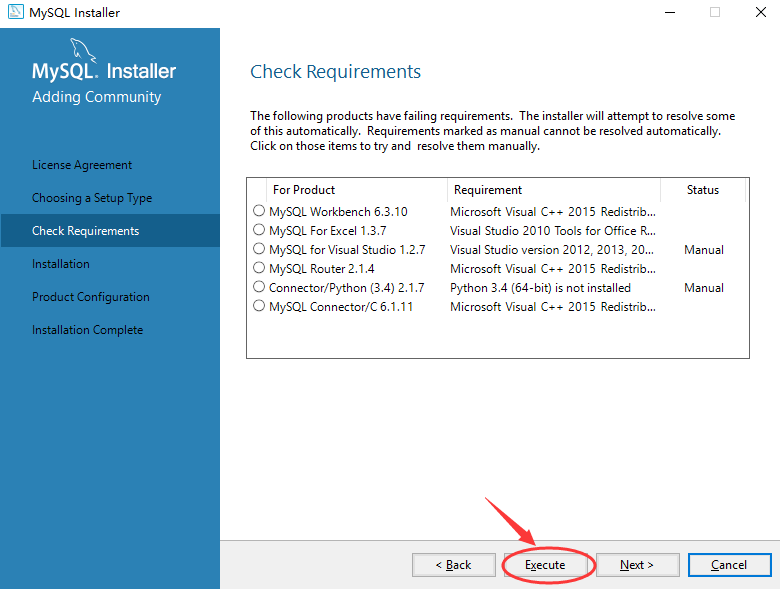 MySQL Installer
MySQL. Installer
Adding Community
License Agreement
Choosing a Setup Type
Check Requirements
Installation
Product Configuration
Installation Complete
Check Requirements
The following products have failing requirements.  The installer will attempt to resolve some
of this automatically.  Requirements marked as manual cannot be resolved automatically.
Click on those items to try and  resolve them manually.
For Product Requirement Status
MySQL Workbench 6.3.10 Microsoft Visual C++ 2015 Redistrib...
MySQL For Excel 1.3.7 Visual Studio 2010 Tools for Office R...
MySQL for Visual Studio 1.2.7 Visual Studio version 2012, 2013, 20... Manual
MySQL Router 2.1.4 Microsoft Visual C++ 2015 Redistrib...
Connector/Python (3.4) 2.1.7 Python 3.4 (64-bit) is not installed Manual
MySQL Connector/C 6.1.11 Microsoft Visual C++ 2015 Redistrib...
< Back Execute Next > Cancel